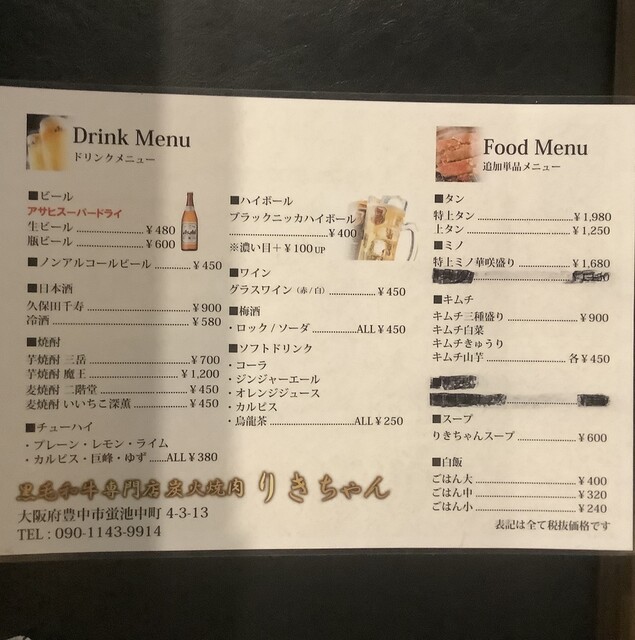 Drink Menu
ドリンクメニュー
■ビール
アサヒスーパードライ
生ビール ¥480
瓶ビール ¥600
■ノンアルコールビール ¥450
■日本酒
久保田千寿 ¥900
冷酒 ¥580
■焼酎
芋焼酎 三岳 ¥700
芋焼酎 魔王 ¥1,200
麦焼酎 二階堂 ¥450
麦焼酎 いいちこ深薫 ¥450
■チューハイ
・プレーン・レモン・ライム
・カルピス・巨峰・ゆず ALL¥380
■ハイボール
ブラックニッカハイボール
¥400
※濃い目+¥100UP
■ワイン
グラスワイン（赤/白） ¥450
■梅酒
・ロック/ソーダ ALL¥450
■ソフトドリンク
・コーラ
・ジンジャーエール
・オレンジジュース
・カルピス
・烏龍茶 ALL¥250
Food Menu
追加単品メニュー
■タン
特上タン ¥1,980
上タン ¥1,250
■ミノ
特上ミノ華咲盛り ¥1,680
■キムチ
キムチ三種盛り ¥900
キムチ白菜
キムチきゅうり
キムチ山芋 各¥450
■スープ
りきちゃんスープ ¥600
■白飯
ごはん大 ¥400
ごはん中 ¥320
ごはん小 ¥240
表記は全て税抜価格です
黒毛和牛専門店 炭火焼肉 りきちゃん
大阪府豊中市蛍池中町 4-3-13
TEL : 090-1143-9914